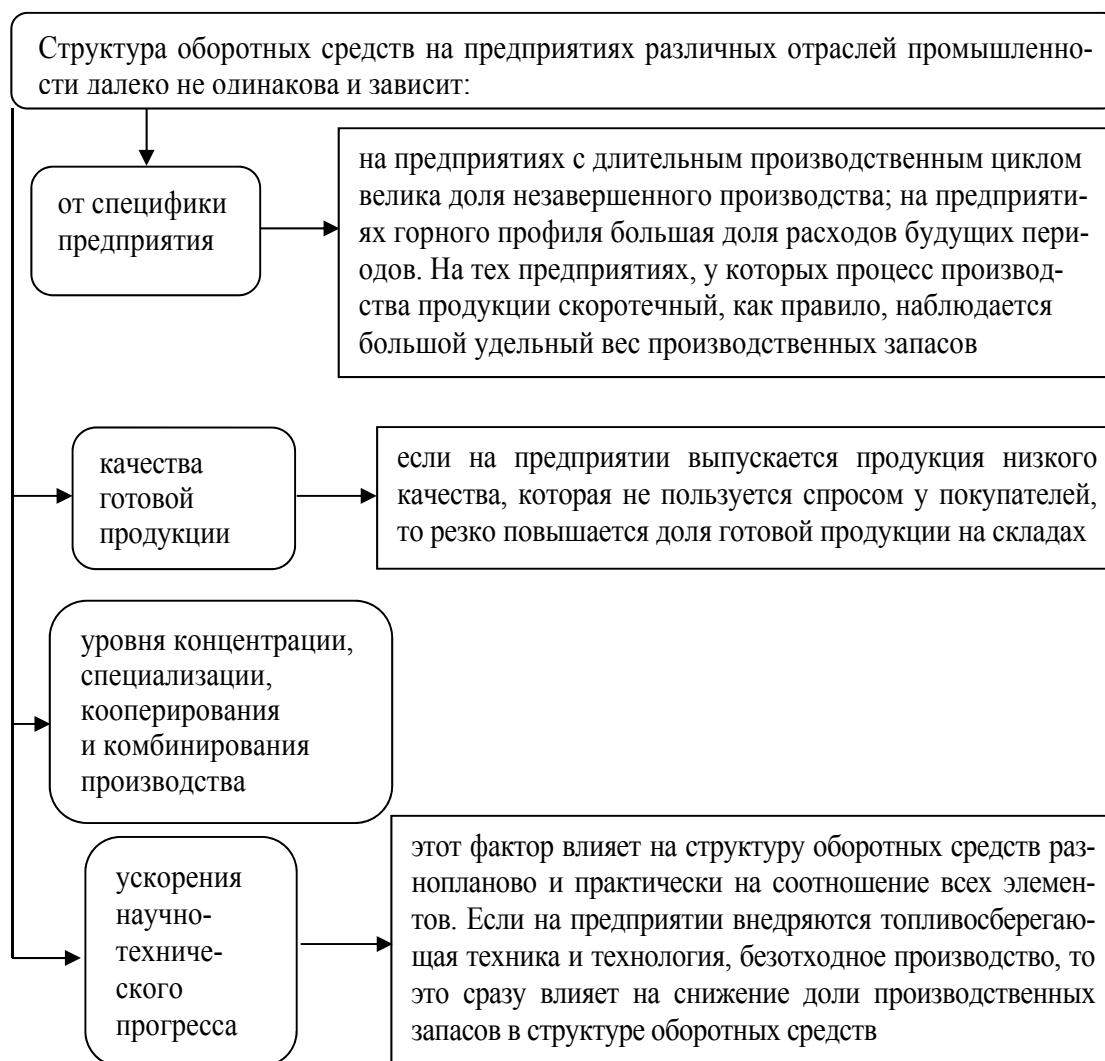 Структура оборотных средств на предприятиях различных отраслей промышленно-
сти далеко не одинакова и зависит:
от специфики
предприятия
на предприятиях с длительным производственным циклом
велика доля незавершенного производства; на предприяти-
ях горного профиля большая доля расходов будущих пери-
одов. На тех предприятиях, у которых процесс производ-
ства продукции скоротечный, как правило, наблюдается
большой удельный вес производственных запасов
качества
готовой
продукции
если на предприятии выпускается продукция низкого
качества, которая не пользуется спросом у покупателей,
то резко повышается доля готовой продукции на складах
уровня концентрации,
специализации,
кооперирования
и комбинирования
производства
ускорения
научно-
техниче-
ского
прогресса
этот фактор влияет на структуру оборотных средств раз-
нопланово и практически на соотношение всех элемен-
тов. Если на предприятии внедряются топливосберегаю-
щая техника и технология, безотходное производство, то
это сразу влияет на снижение доли производственных
запасов в структуре оборотных средств